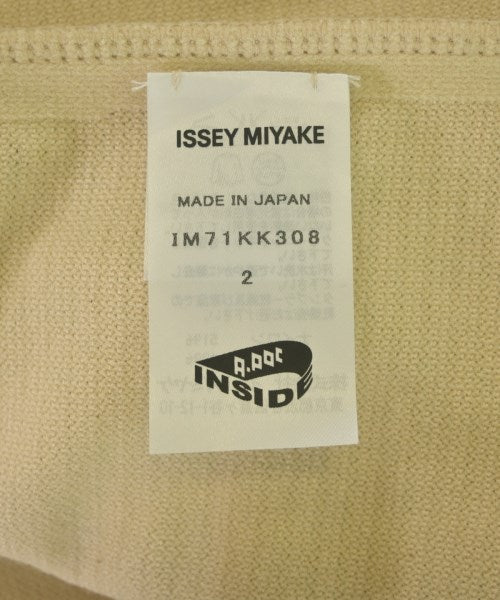 ISSEY MIYAKE
MADE IN JAPAN
IM71KK308
2
A-POC
INSIDE